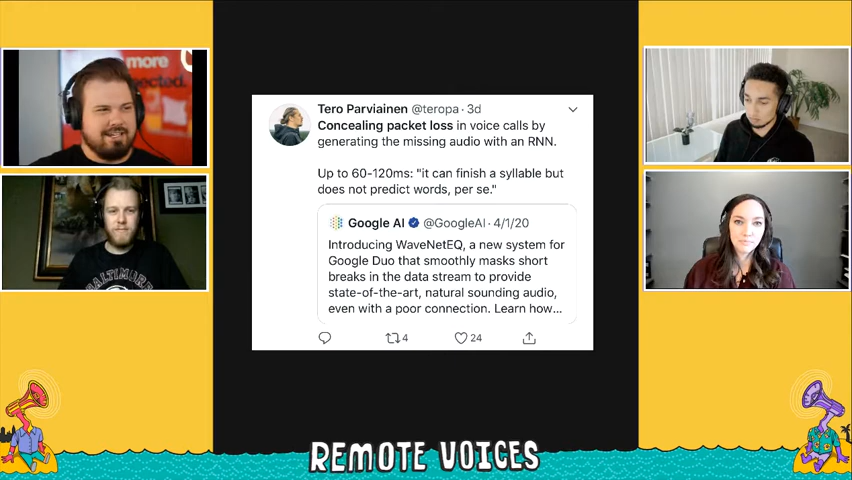 more
Tero Parviainen @teropa · 3d
Concealing packet loss in voice calls by
generating the missing audio with an RNN.
Up to 60-120ms: "it can finish a syllable but
does not predict words, per se."
Google AI @GoogleAI · 4/1/20
Introducing WaveNetEQ, a new system for
Google Duo that smoothly masks short
breaks in the data stream to provide
state-of-the-art, natural sounding audio,
even with a poor connection. Learn how...
4
24
REMOTE VOICES